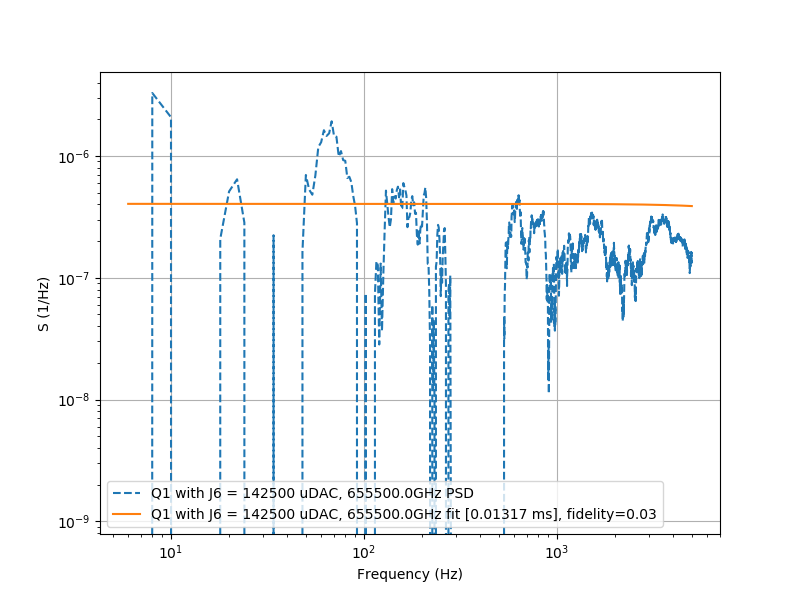 S (1/Hz)
10⁻⁶
10⁻⁷
10⁻⁸
10⁻⁹
Q1 with J6 = 142500 uDAC, 655500.0GHz PSD
Q1 with J6 = 142500 uDAC, 655500.0GHz fit [0.01317 ms], fidelity=0.03
10¹ 10² 10³
Frequency (Hz)